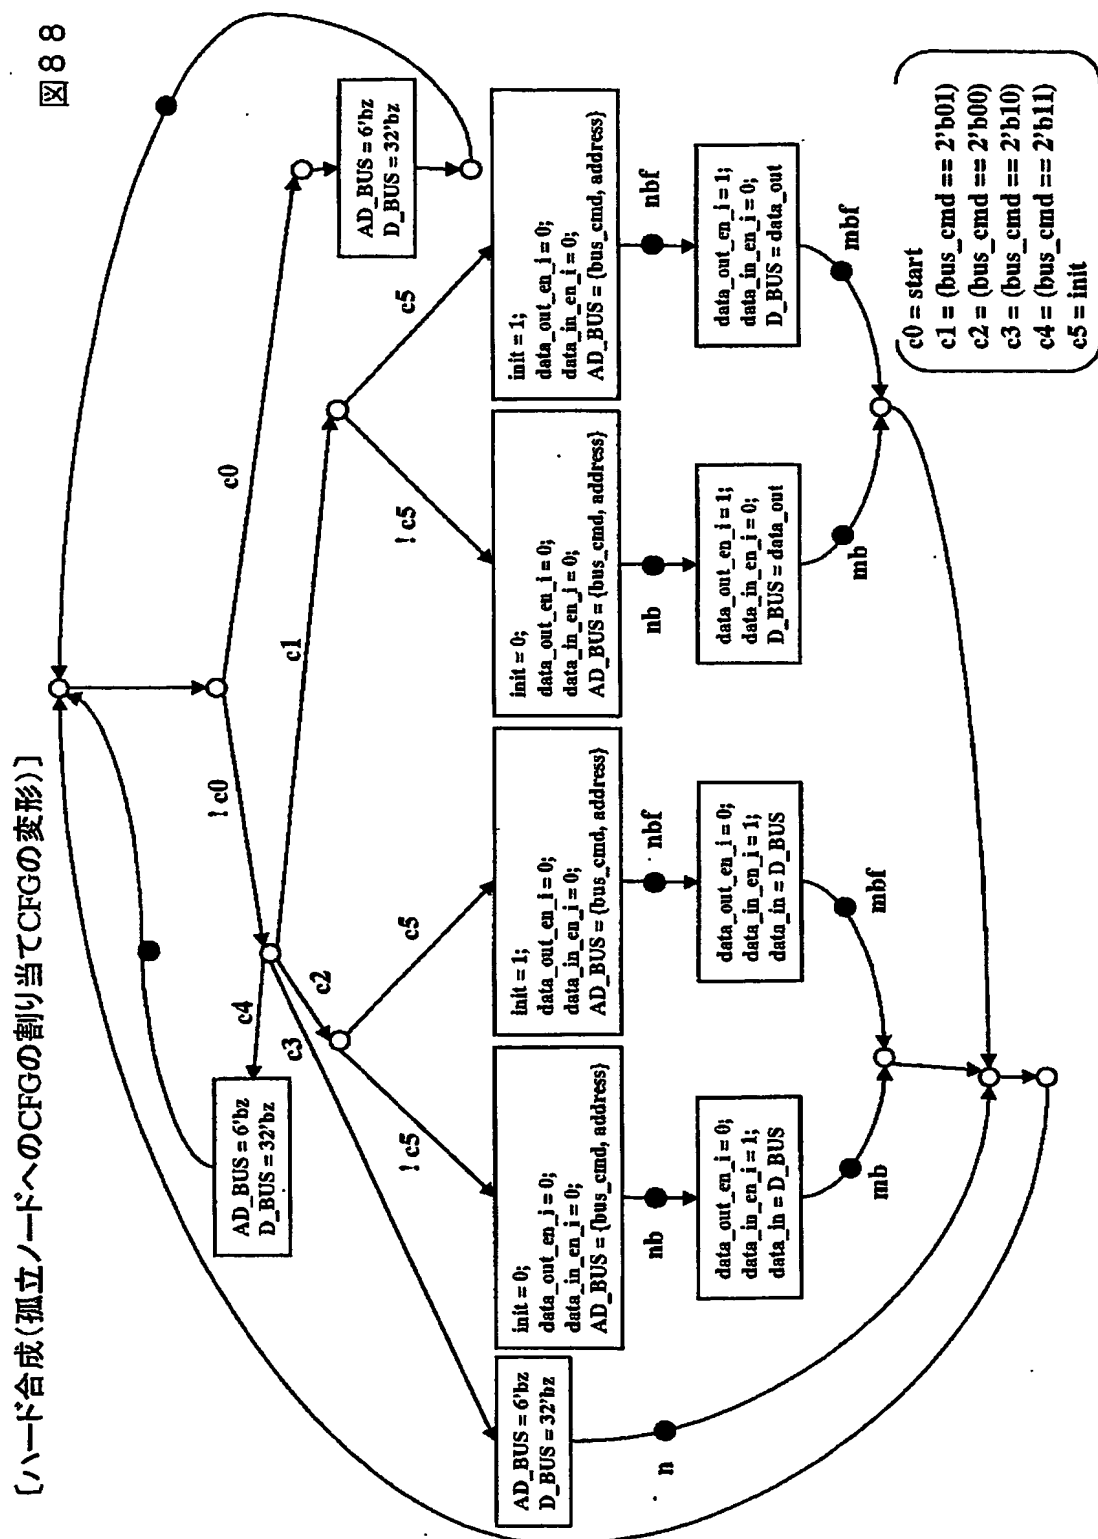 図88
[ハード合成(孤立ノードへのCFGの割り当てCFGの変形)]
! c0
c0
c4
c3
c2
c1
! c5
c5
! c5
c5
AD_BUS = 6'bz
D_BUS = 32'bz
AD_BUS = 6'bz
D_BUS = 32'bz
AD_BUS = 6'bz
D_BUS = 32'bz
init = 0;
data_out_en_i = 0;
data_in_en_i = 0;
AD_BUS = {bus_cmd, address}
init = 1;
data_out_en_i = 0;
data_in_en_i = 0;
AD_BUS = {bus_cmd, address}
init = 0;
data_out_en_i = 0;
data_in_en_i = 0;
AD_BUS = {bus_cmd, address}
init = 1;
data_out_en_i = 0;
data_in_en_i = 0;
AD_BUS = {bus_cmd, address}
n
nb
nbf
nb
nbf
data_out_en_i = 0;
data_in_en_i = 1;
data_in = D_BUS
data_out_en_i = 0;
data_in_en_i = 1;
data_in = D_BUS
data_out_en_i = 1;
data_in_en_i = 0;
D_BUS = data_out
data_out_en_i = 1;
data_in_en_i = 0;
D_BUS = data_out
mb
mbf
mb
mbf
c0 = start
c1 = (bus_cmd == 2'b01)
c2 = (bus_cmd == 2'b00)
c3 = (bus_cmd == 2'b10)
c4 = (bus_cmd == 2'b11)
c5 = init